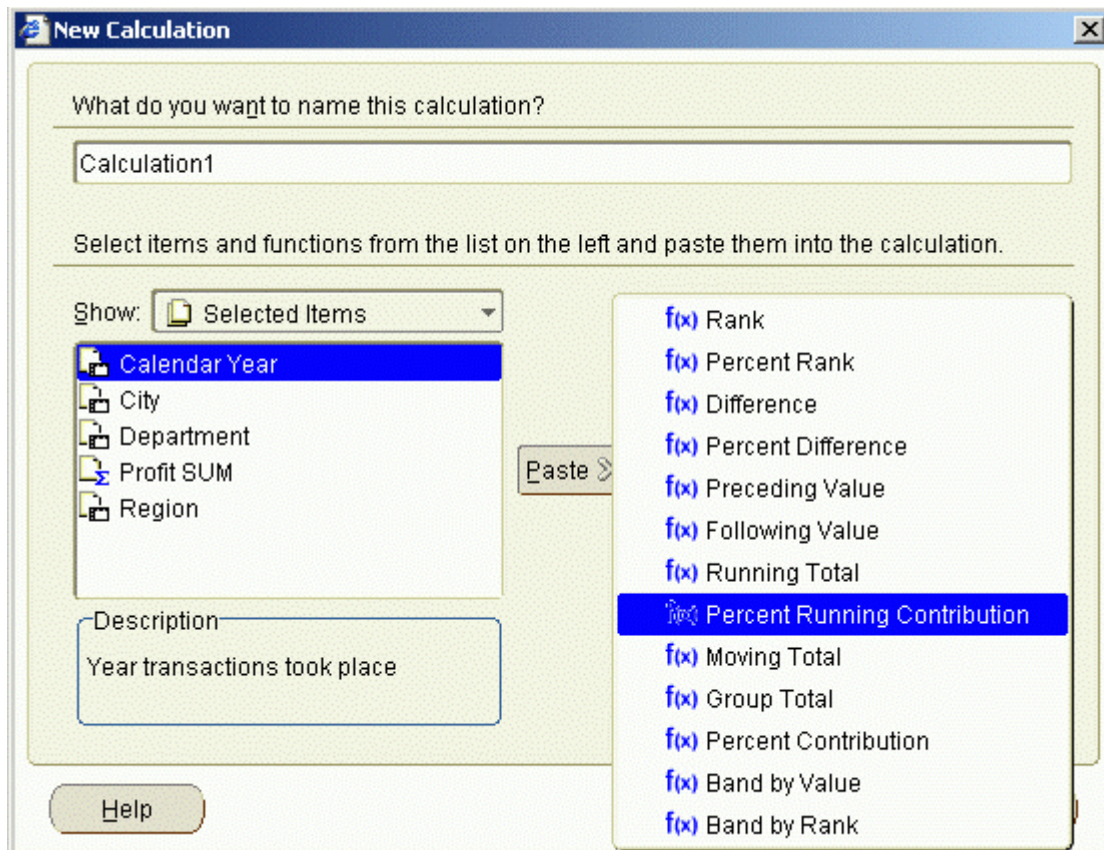 New Calculation
What do you want to name this calculation?
Calculation1
Select items and functions from the list on the left and paste them into the calculation.
Show: Selected Items
Calendar Year
City
Department
Profit SUM
Region
Description
Year transactions took place
Paste
f(x) Rank
f(x) Percent Rank
f(x) Difference
f(x) Percent Difference
f(x) Preceding Value
f(x) Following Value
f(x) Running Total
f(x) Percent Running Contribution
f(x) Moving Total
f(x) Group Total
f(x) Percent Contribution
f(x) Band by Value
f(x) Band by Rank
Help